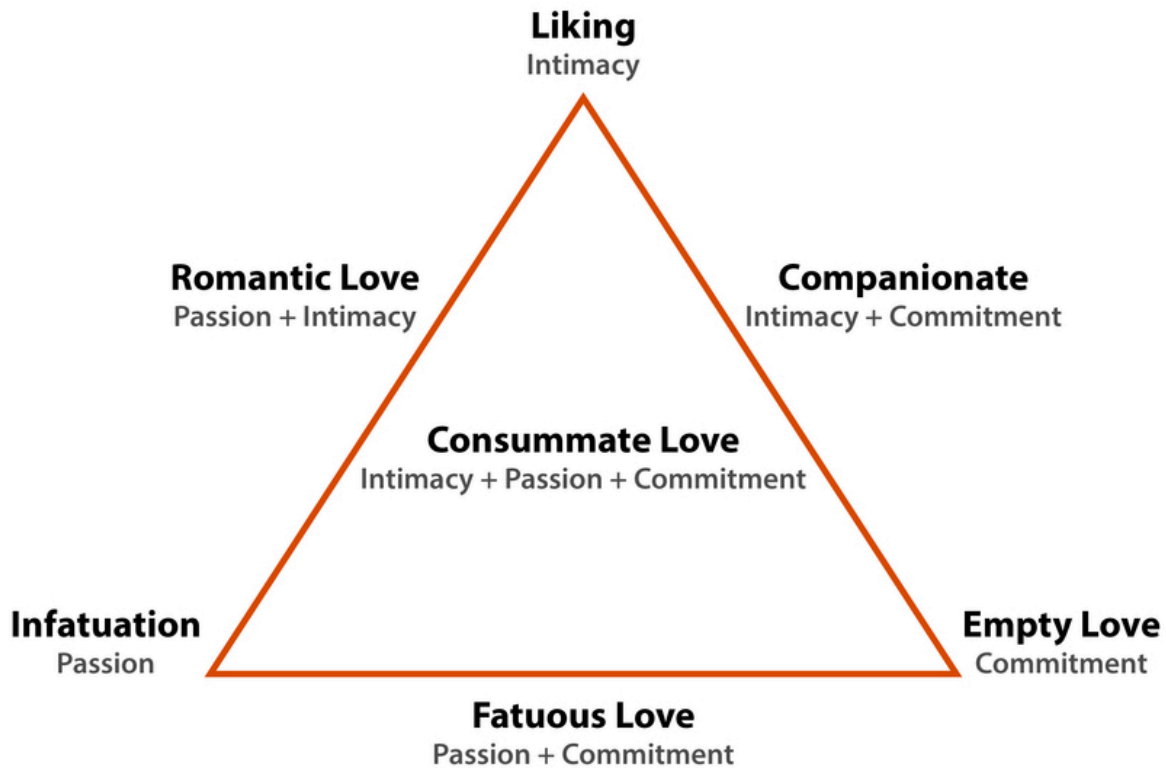 Liking
Intimacy
Romantic Love
Passion + Intimacy
Companionate
Intimacy + Commitment
Consummate Love
Intimacy + Passion + Commitment
Infatuation
Passion
Empty Love
Commitment
Fatuous Love
Passion + Commitment